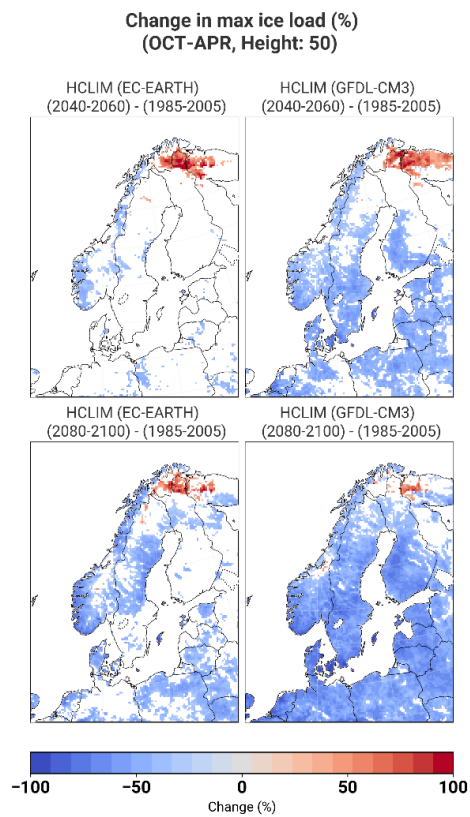 Change in max ice load (%)
(OCT-APR, Height: 50)
HCLIM (EC-EARTH)
(2040-2060) - (1985-2005)
HCLIM (GFDL-CM3)
(2040-2060) - (1985-2005)
HCLIM (EC-EARTH)
(2080-2100) - (1985-2005)
HCLIM (GFDL-CM3)
(2080-2100) - (1985-2005)
−100 −50 0 50 100
Change (%)